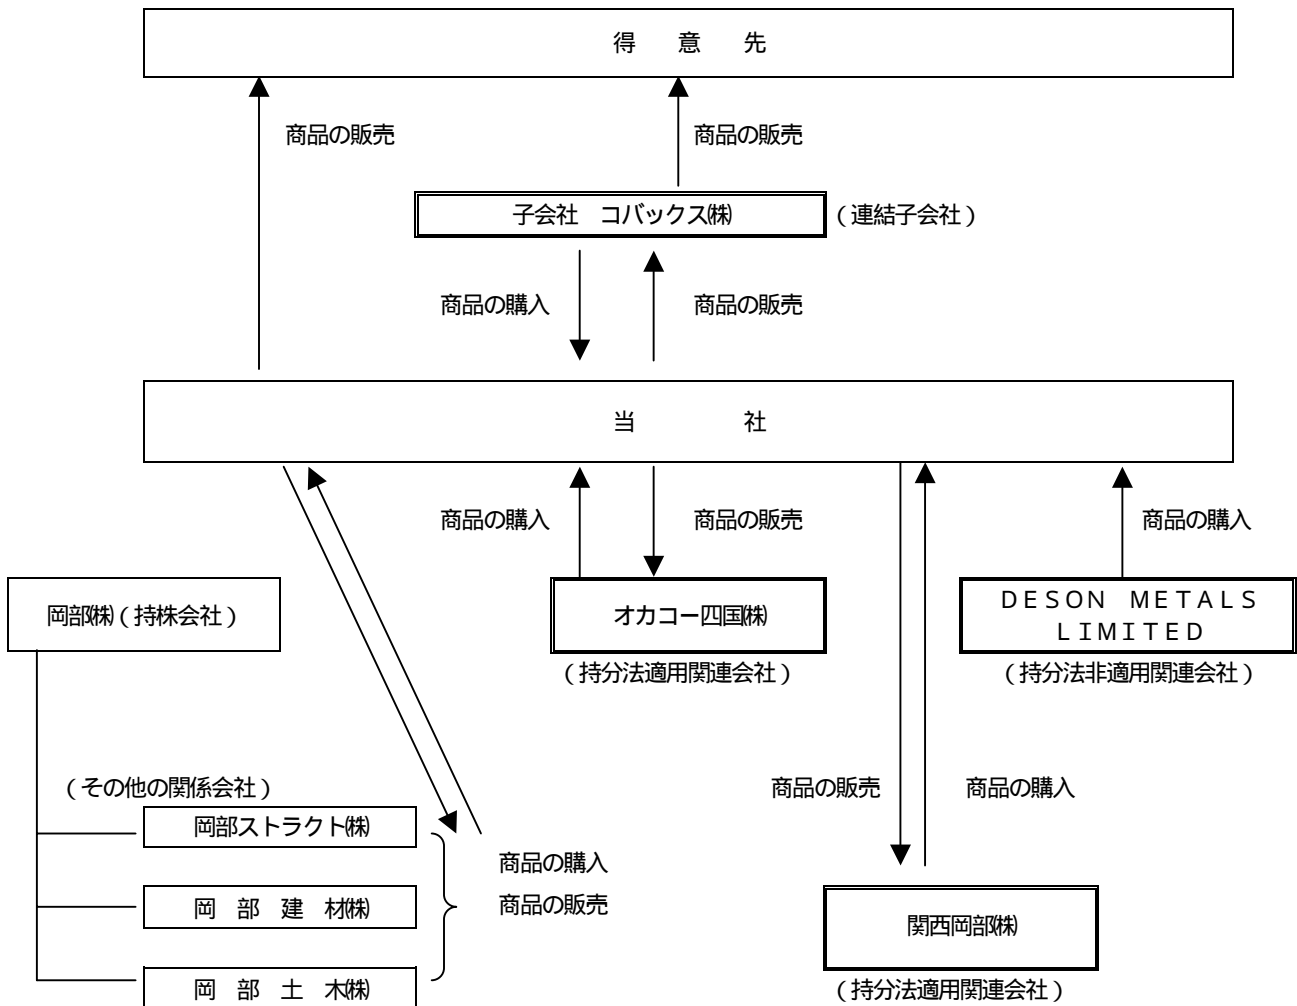 得 意 先
商品の販売 商品の販売
子会社 コバックス㈱ (連結子会社)
商品の購入 商品の販売
当 社
商品の購入 商品の販売 商品の購入
岡部㈱(持株会社) オカコー四国㈱ DESON METALS
LIMITED
(持分法適用関連会社) (持分法非適用関連会社)
(その他の関係会社) 商品の販売 商品の購入
岡部ストラクト㈱
商品の購入
岡 部 建 材㈱ 商品の販売
関西岡部㈱
岡 部 土 木㈱ (持分法適用関連会社)